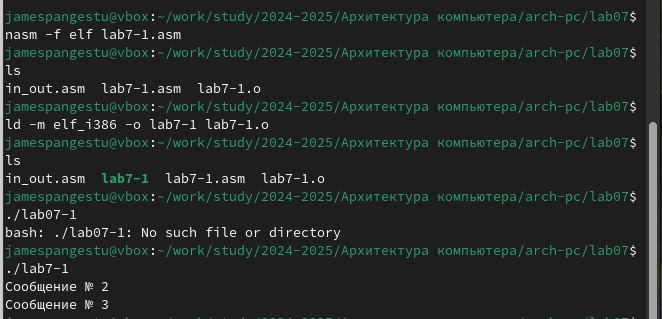 jamespangestu@vbox:~/work/study/2024-2025/Архитектура компьютера/arch-pc/lab07$
nasm -f elf lab7-1.asm
jamespangestu@vbox:~/work/study/2024-2025/Архитектура компьютера/arch-pc/lab07$
ls
in_out.asm  lab7-1.asm  lab7-1.o
jamespangestu@vbox:~/work/study/2024-2025/Архитектура компьютера/arch-pc/lab07$
ld -m elf_i386 -o lab7-1 lab7-1.o
jamespangestu@vbox:~/work/study/2024-2025/Архитектура компьютера/arch-pc/lab07$
ls
in_out.asm  lab7-1  lab7-1.asm  lab7-1.o
jamespangestu@vbox:~/work/study/2024-2025/Архитектура компьютера/arch-pc/lab07$
./lab07-1
bash: ./lab07-1: No such file or directory
jamespangestu@vbox:~/work/study/2024-2025/Архитектура компьютера/arch-pc/lab07$
./lab7-1
Сообщение № 2
Сообщение № 3